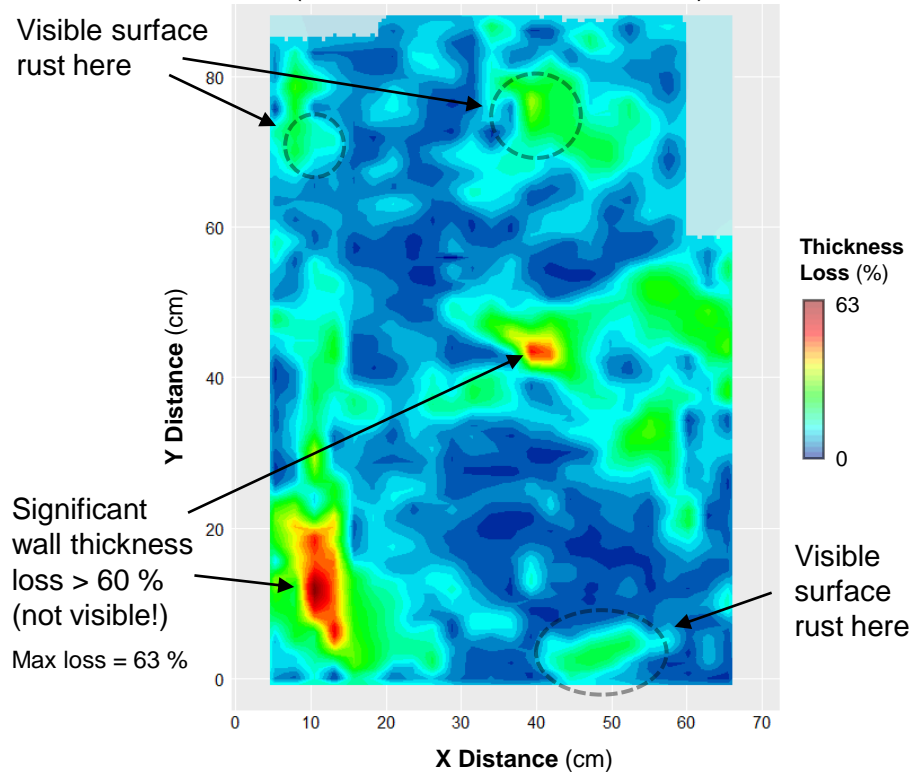 Visible surface
rust here
80
60
40
20
0
Y Distance (cm)
Thickness
Loss (%)
63
0
Significant
wall thickness
loss > 60 %
(not visible!)
Max loss = 63 %
Visible
surface
rust here
0
10
20
30
40
50
60
70
X Distance (cm)